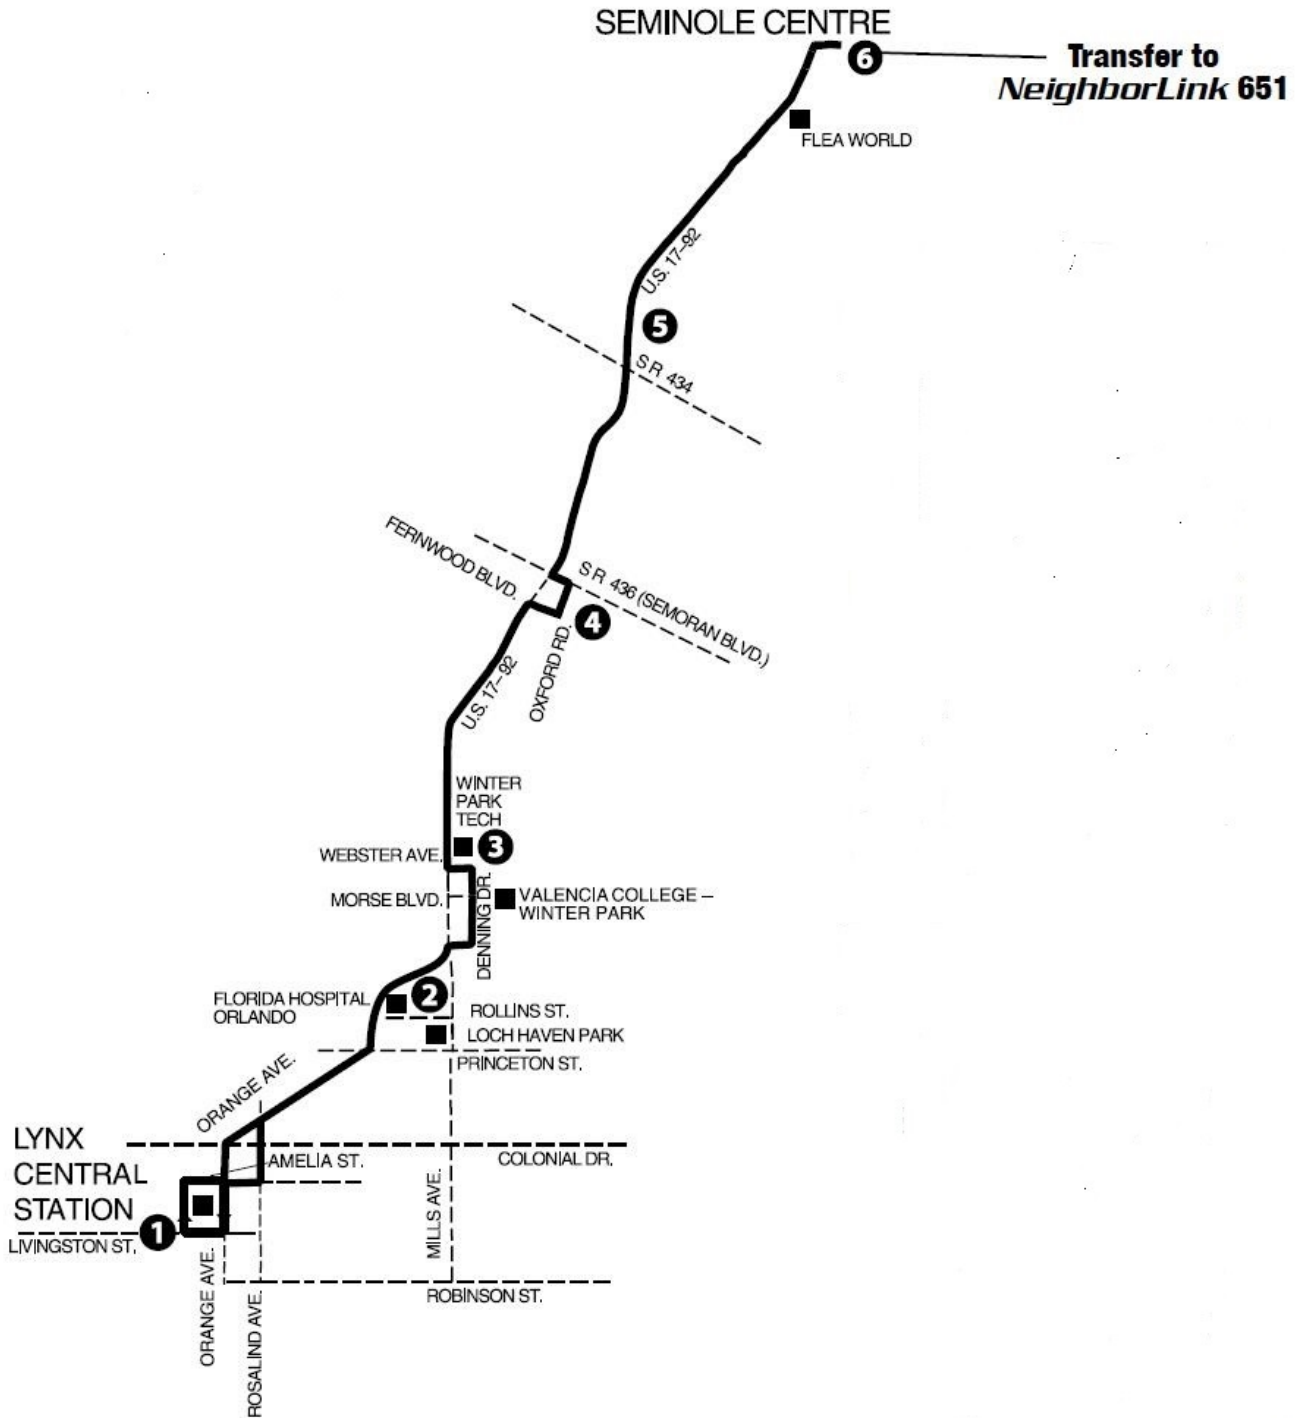 SEMINOLE CENTRE
6
Transfer to
NeighborLink 651
FLEA WORLD
U.S. 17–92
5
S R 434
FERNWOOD BLVD.
S R 436 (SEMORAN BLVD.)
4
OXFORD RD.
U.S. 17–92
WINTER
PARK
TECH
3
WEBSTER AVE.
MORSE BLVD.
DENNING DR.
VALENCIA COLLEGE –
WINTER PARK
2
FLORIDA HOSPITAL
ORLANDO
ROLLINS ST.
LOCH HAVEN PARK
PRINCETON ST.
ORANGE AVE.
LYNX
CENTRAL
STATION
AMELIA ST.
COLONIAL DR.
MILLS AVE.
1
LIVINGSTON ST.
ORANGE AVE.
ROSALIND AVE.
ROBINSON ST.